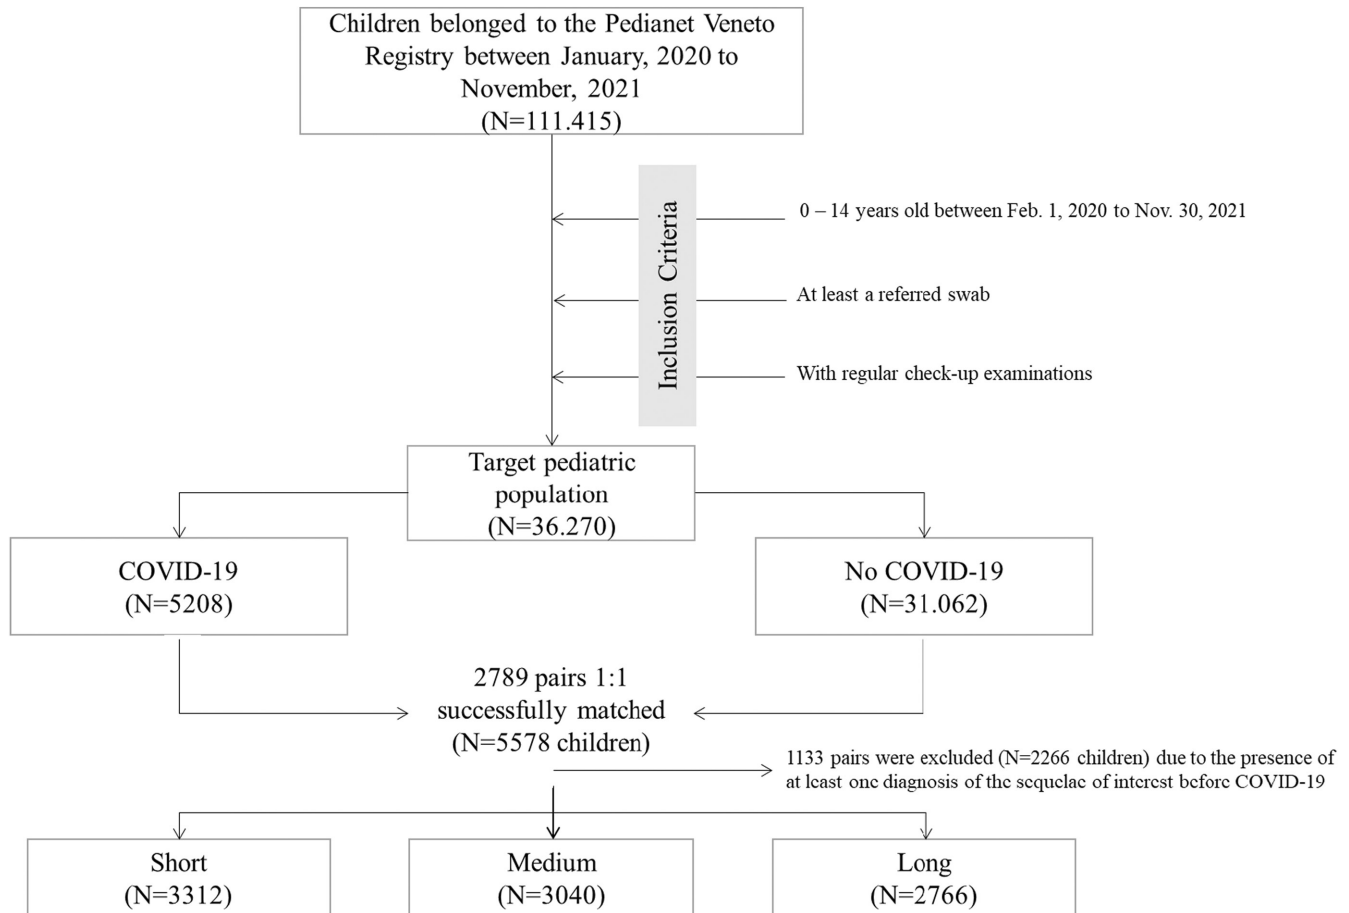 Children belonged to the Pedianet Veneto
Registry between January, 2020 to
November, 2021
(N=111.415)
Inclusion Criteria
0 – 14 years old between Feb. 1, 2020 to Nov. 30, 2021
At least a referred swab
With regular check-up examinations
Target pediatric
population
(N=36.270)
COVID-19
(N=5208)
No COVID-19
(N=31.062)
2789 pairs 1:1
successfully matched
(N=5578 children)
1133 pairs were excluded (N=2266 children) due to the presence of
at least one diagnosis of the sequelae of interest before COVID-19
Short
(N=3312)
Medium
(N=3040)
Long
(N=2766)